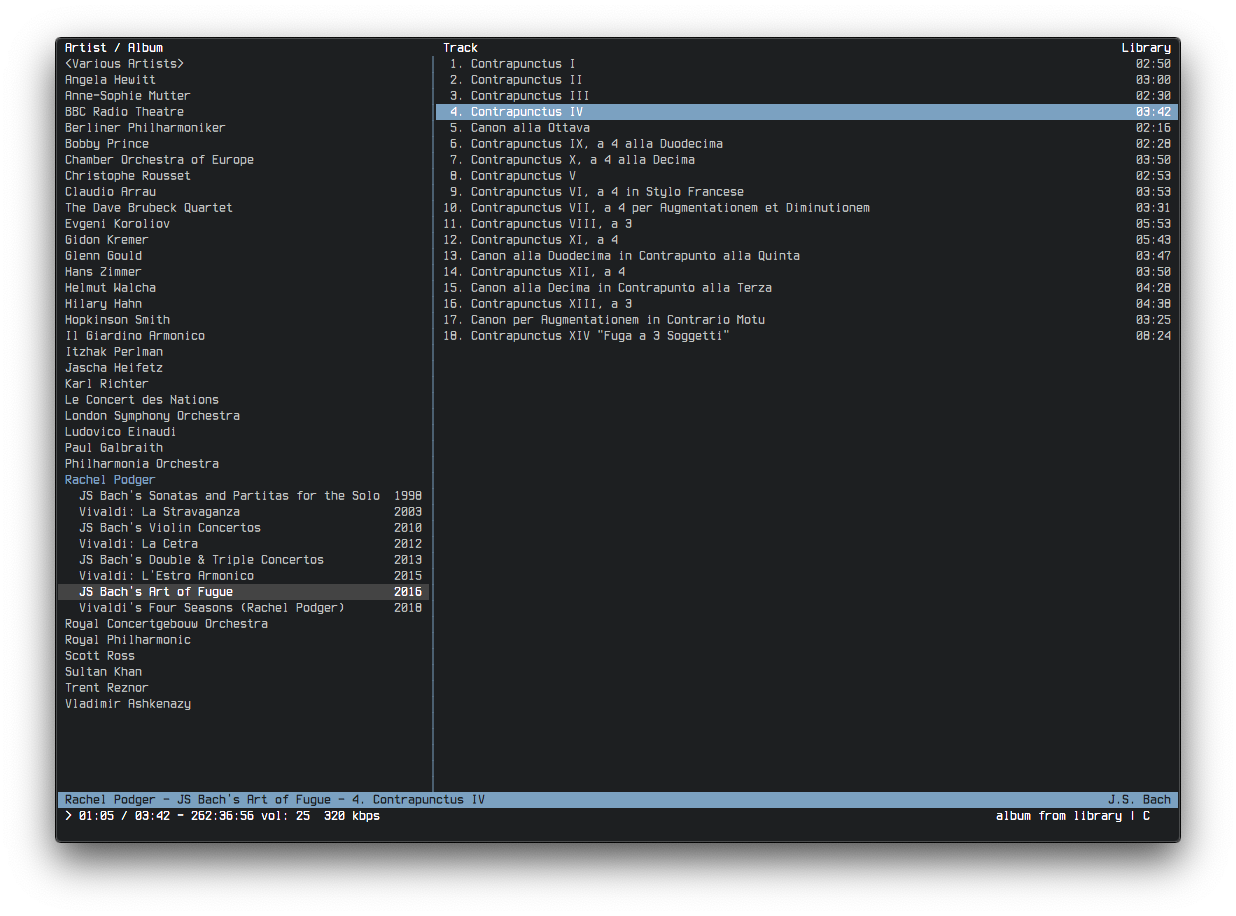 Artist / Album
<Various Artists>
Angela Hewitt
Anne-Sophie Mutter
BBC Radio Theatre
Berliner Philharmoniker
Bobby Prince
Chamber Orchestra of Europe
Christophe Rousset
Claudio Arrau
The Dave Brubeck Quartet
Evgeni Koroliov
Gidon Kremer
Glenn Gould
Hans Zimmer
Helmut Walcha
Hilary Hahn
Hopkinson Smith
Il Giardino Armonico
Itzhak Perlman
Jascha Heifetz
Karl Richter
Le Concert des Nations
London Symphony Orchestra
Ludovico Einaudi
Paul Galbraith
Philharmonia Orchestra
Rachel Podger
JS Bach's Sonatas and Partitas for the Solo 1998
Vivaldi: La Stravaganza 2003
JS Bach's Violin Concertos 2010
Vivaldi: La Cetra 2012
JS Bach's Double & Triple Concertos 2013
Vivaldi: L'Estro Armonico 2015
JS Bach's Art of Fugue 2016
Vivaldi's Four Seasons (Rachel Podger) 2018
Royal Concertgebouw Orchestra
Royal Philharmonic
Scott Ross
Sultan Khan
Trent Reznor
Vladimir Ashkenazy
Track Library
1. Contrapunctus I 02:50
2. Contrapunctus II 03:00
3. Contrapunctus III 02:30
4. Contrapunctus IV 03:42
5. Canon alla Ottava 02:16
6. Contrapunctus IX, a 4 alla Duodecima 02:28
7. Contrapunctus X, a 4 alla Decima 03:50
8. Contrapunctus V 02:53
9. Contrapunctus VI, a 4 in Stylo Francese 03:53
10. Contrapunctus VII, a 4 per Augmentationem et Diminutionem 03:31
11. Contrapunctus VIII, a 3 05:53
12. Contrapunctus XI, a 4 05:43
13. Canon alla Duodecima in Contrapunto alla Quinta 03:47
14. Contrapunctus XII, a 4 03:50
15. Canon alla Decima in Contrapunto alla Terza 04:28
16. Contrapunctus XIII, a 3 04:38
17. Canon per Augmentationem in Contrario Motu 03:25
18. Contrapunctus XIV "Fuga a 3 Soggetti" 08:24
Rachel Podger - JS Bach's Art of Fugue - 4. Contrapunctus IV J.S. Bach
> 01:05 / 03:42 - 262:36:56 vol: 25 320 kbps album from library | C